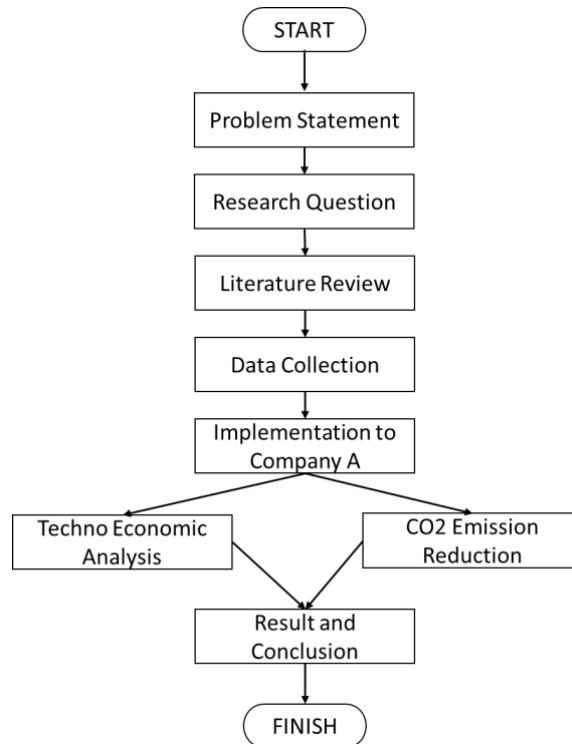 START
Problem Statement
Research Question
Literature Review
Data Collection
Implementation to
Company A
Techno Economic
Analysis
CO2 Emission
Reduction
Result and
Conclusion
FINISH